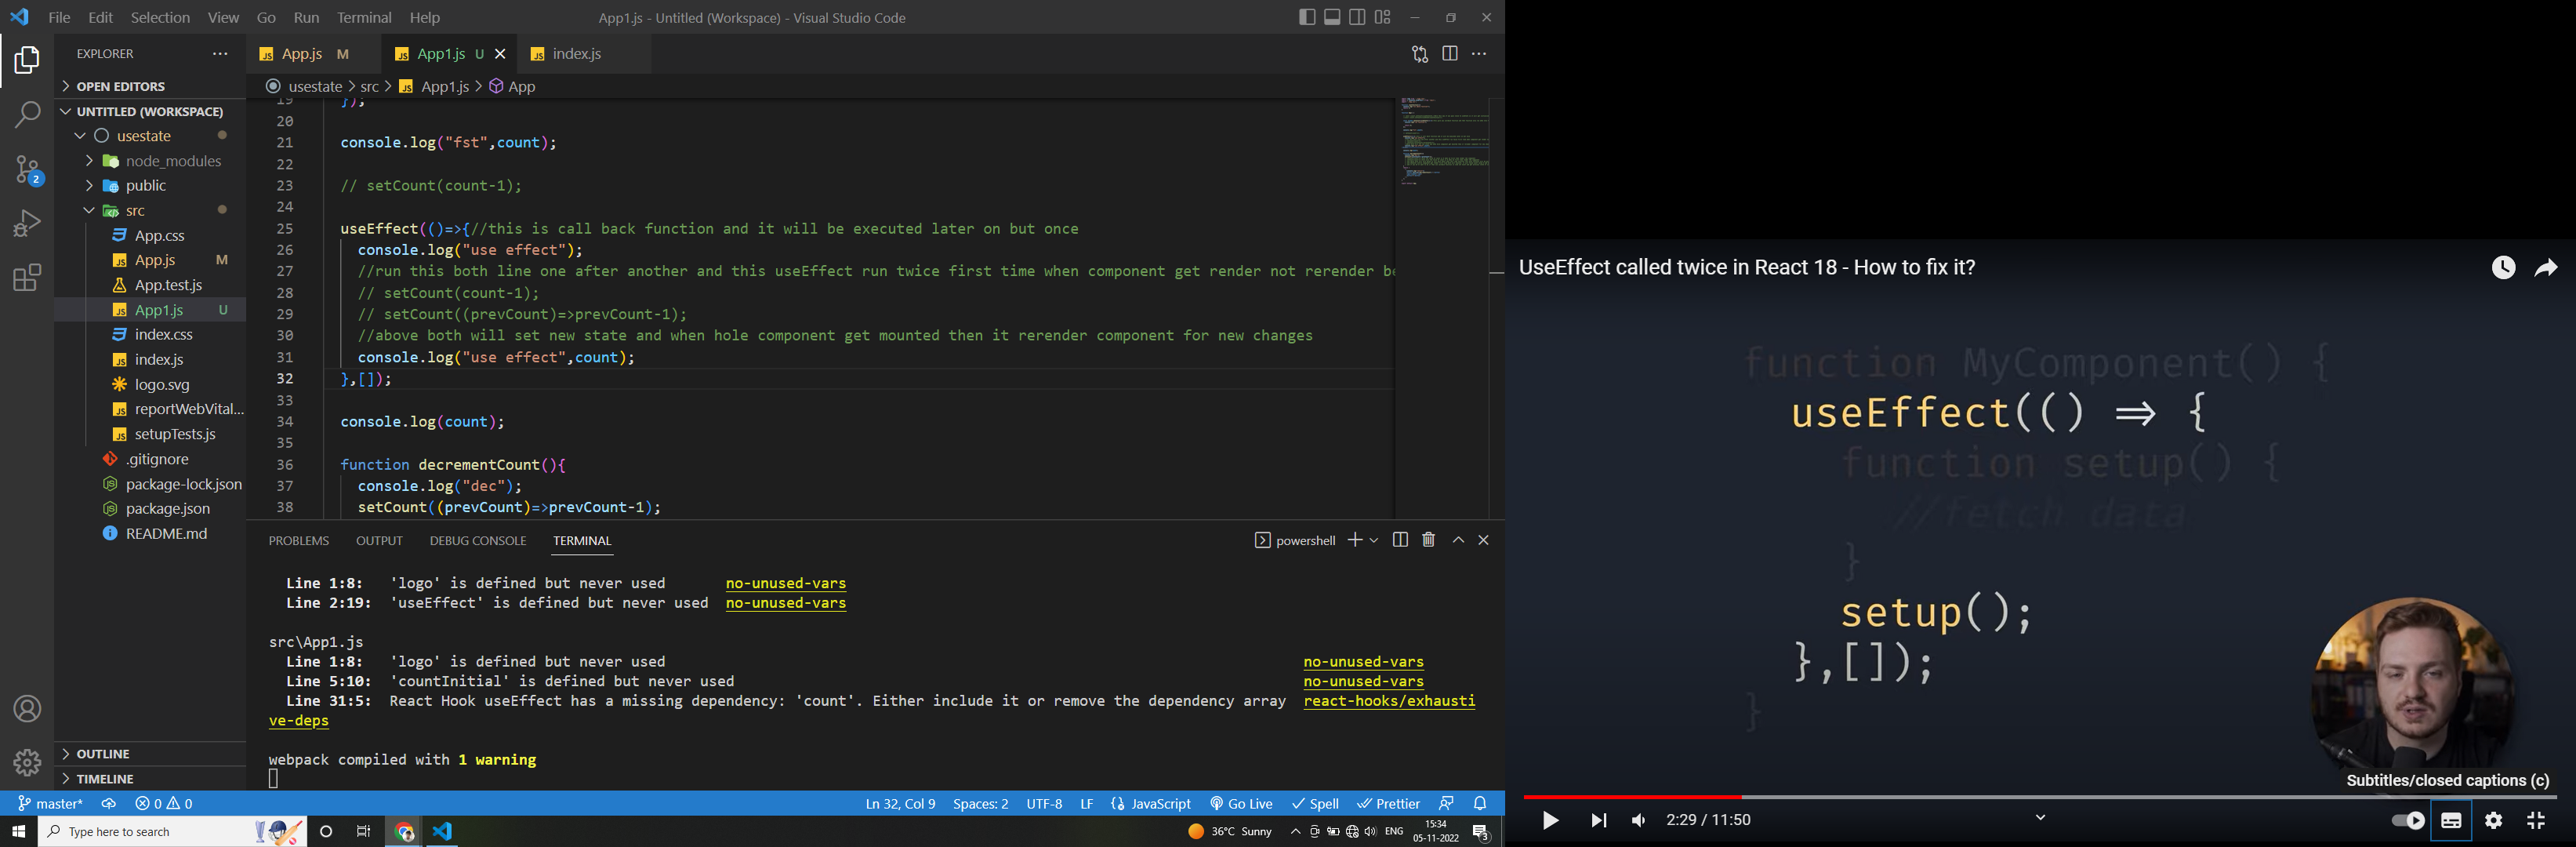 File Edit Selection View Go Run Terminal Help
App1.js - Untitled (Workspace) - Visual Studio Code
EXPLORER
OPEN EDITORS
UNTITLED (WORKSPACE)
usestate
node_modules
public
src
App.css
App.js M
App.test.js
App1.js U
index.css
index.js
logo.svg
reportWebVital...
setupTests.js
.gitignore
package-lock.json
package.json
README.md
OUTLINE
TIMELINE
2
App.js M App1.js U index.js
usestate > src > App1.js > App
19 });
20
21 console.log("fst",count);
22
23 // setCount(count-1);
24
25 useEffect(()=>{//this is call back function and it will be executed later on but once
26 console.log("use effect");
27 //run this both line one after another and this useEffect run twice first time when component get render not rerender be
28 // setCount(count-1);
29 // setCount((prevCount)=>prevCount-1);
30 //above both will set new state and when hole component get mounted then it rerender component for new changes
31 console.log("use effect",count);
32 },[]);
33
34 console.log(count);
35
36 function decrementCount(){
37 console.log("dec");
38 setCount((prevCount)=>prevCount-1);
PROBLEMS OUTPUT DEBUG CONSOLE TERMINAL
powershell
Line 1:8: 'logo' is defined but never used no-unused-vars
Line 2:19: 'useEffect' is defined but never used no-unused-vars
src\App1.js
Line 1:8: 'logo' is defined but never used no-unused-vars
Line 5:10: 'countInitial' is defined but never used no-unused-vars
Line 31:5: React Hook useEffect has a missing dependency: 'count'. Either include it or remove the dependency array react-hooks/exhausti
ve-deps
webpack compiled with 1 warning
master* 0 0
Ln 32, Col 9 Spaces: 2 UTF-8 LF JavaScript Go Live Spell Prettier
Type here to search
36°C Sunny
ENG
15:34
05-11-2022
3
UseEffect called twice in React 18 - How to fix it?
function MyComponent() {
useEffect(() => {
function setup() {
//fetch data
}
setup();
},[]);
}
Subtitles/closed captions (c)
2:29 / 11:50